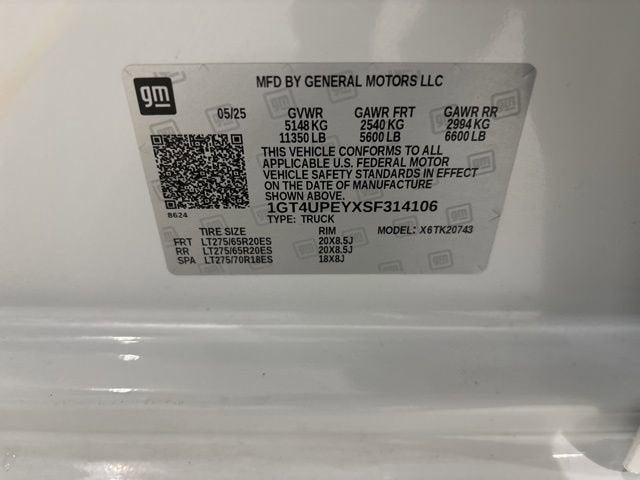 gm
MFD BY GENERAL MOTORS LLC
05/25 GVWR GAWR FRT GAWR RR
5148 KG 2540 KG 2994 KG
11350 LB 5600 LB 6600 LB
THIS VEHICLE CONFORMS TO ALL
APPLICABLE U.S. FEDERAL MOTOR
VEHICLE SAFETY STANDARDS IN EFFECT
ON THE DATE OF MANUFACTURE
SHOWN ABOVE.
8624
1GT4UPEYXSF314106
TYPE: TRUCK MODEL: X6TK20743
TIRE SIZE RIM
FRT LT275/65R20ES 20X8.5J
RR LT275/65R20ES 20X8.5J
SPA LT275/70R18ES 18X8J